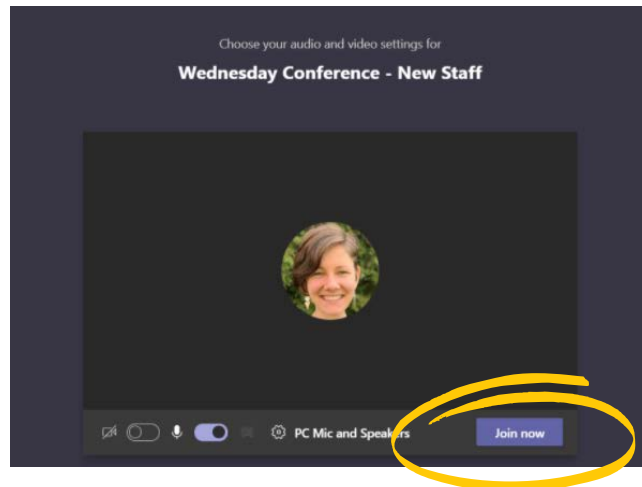 Choose your audio and video settings for
Wednesday Conference - New Staff
PC Mic and Speakers
Join now